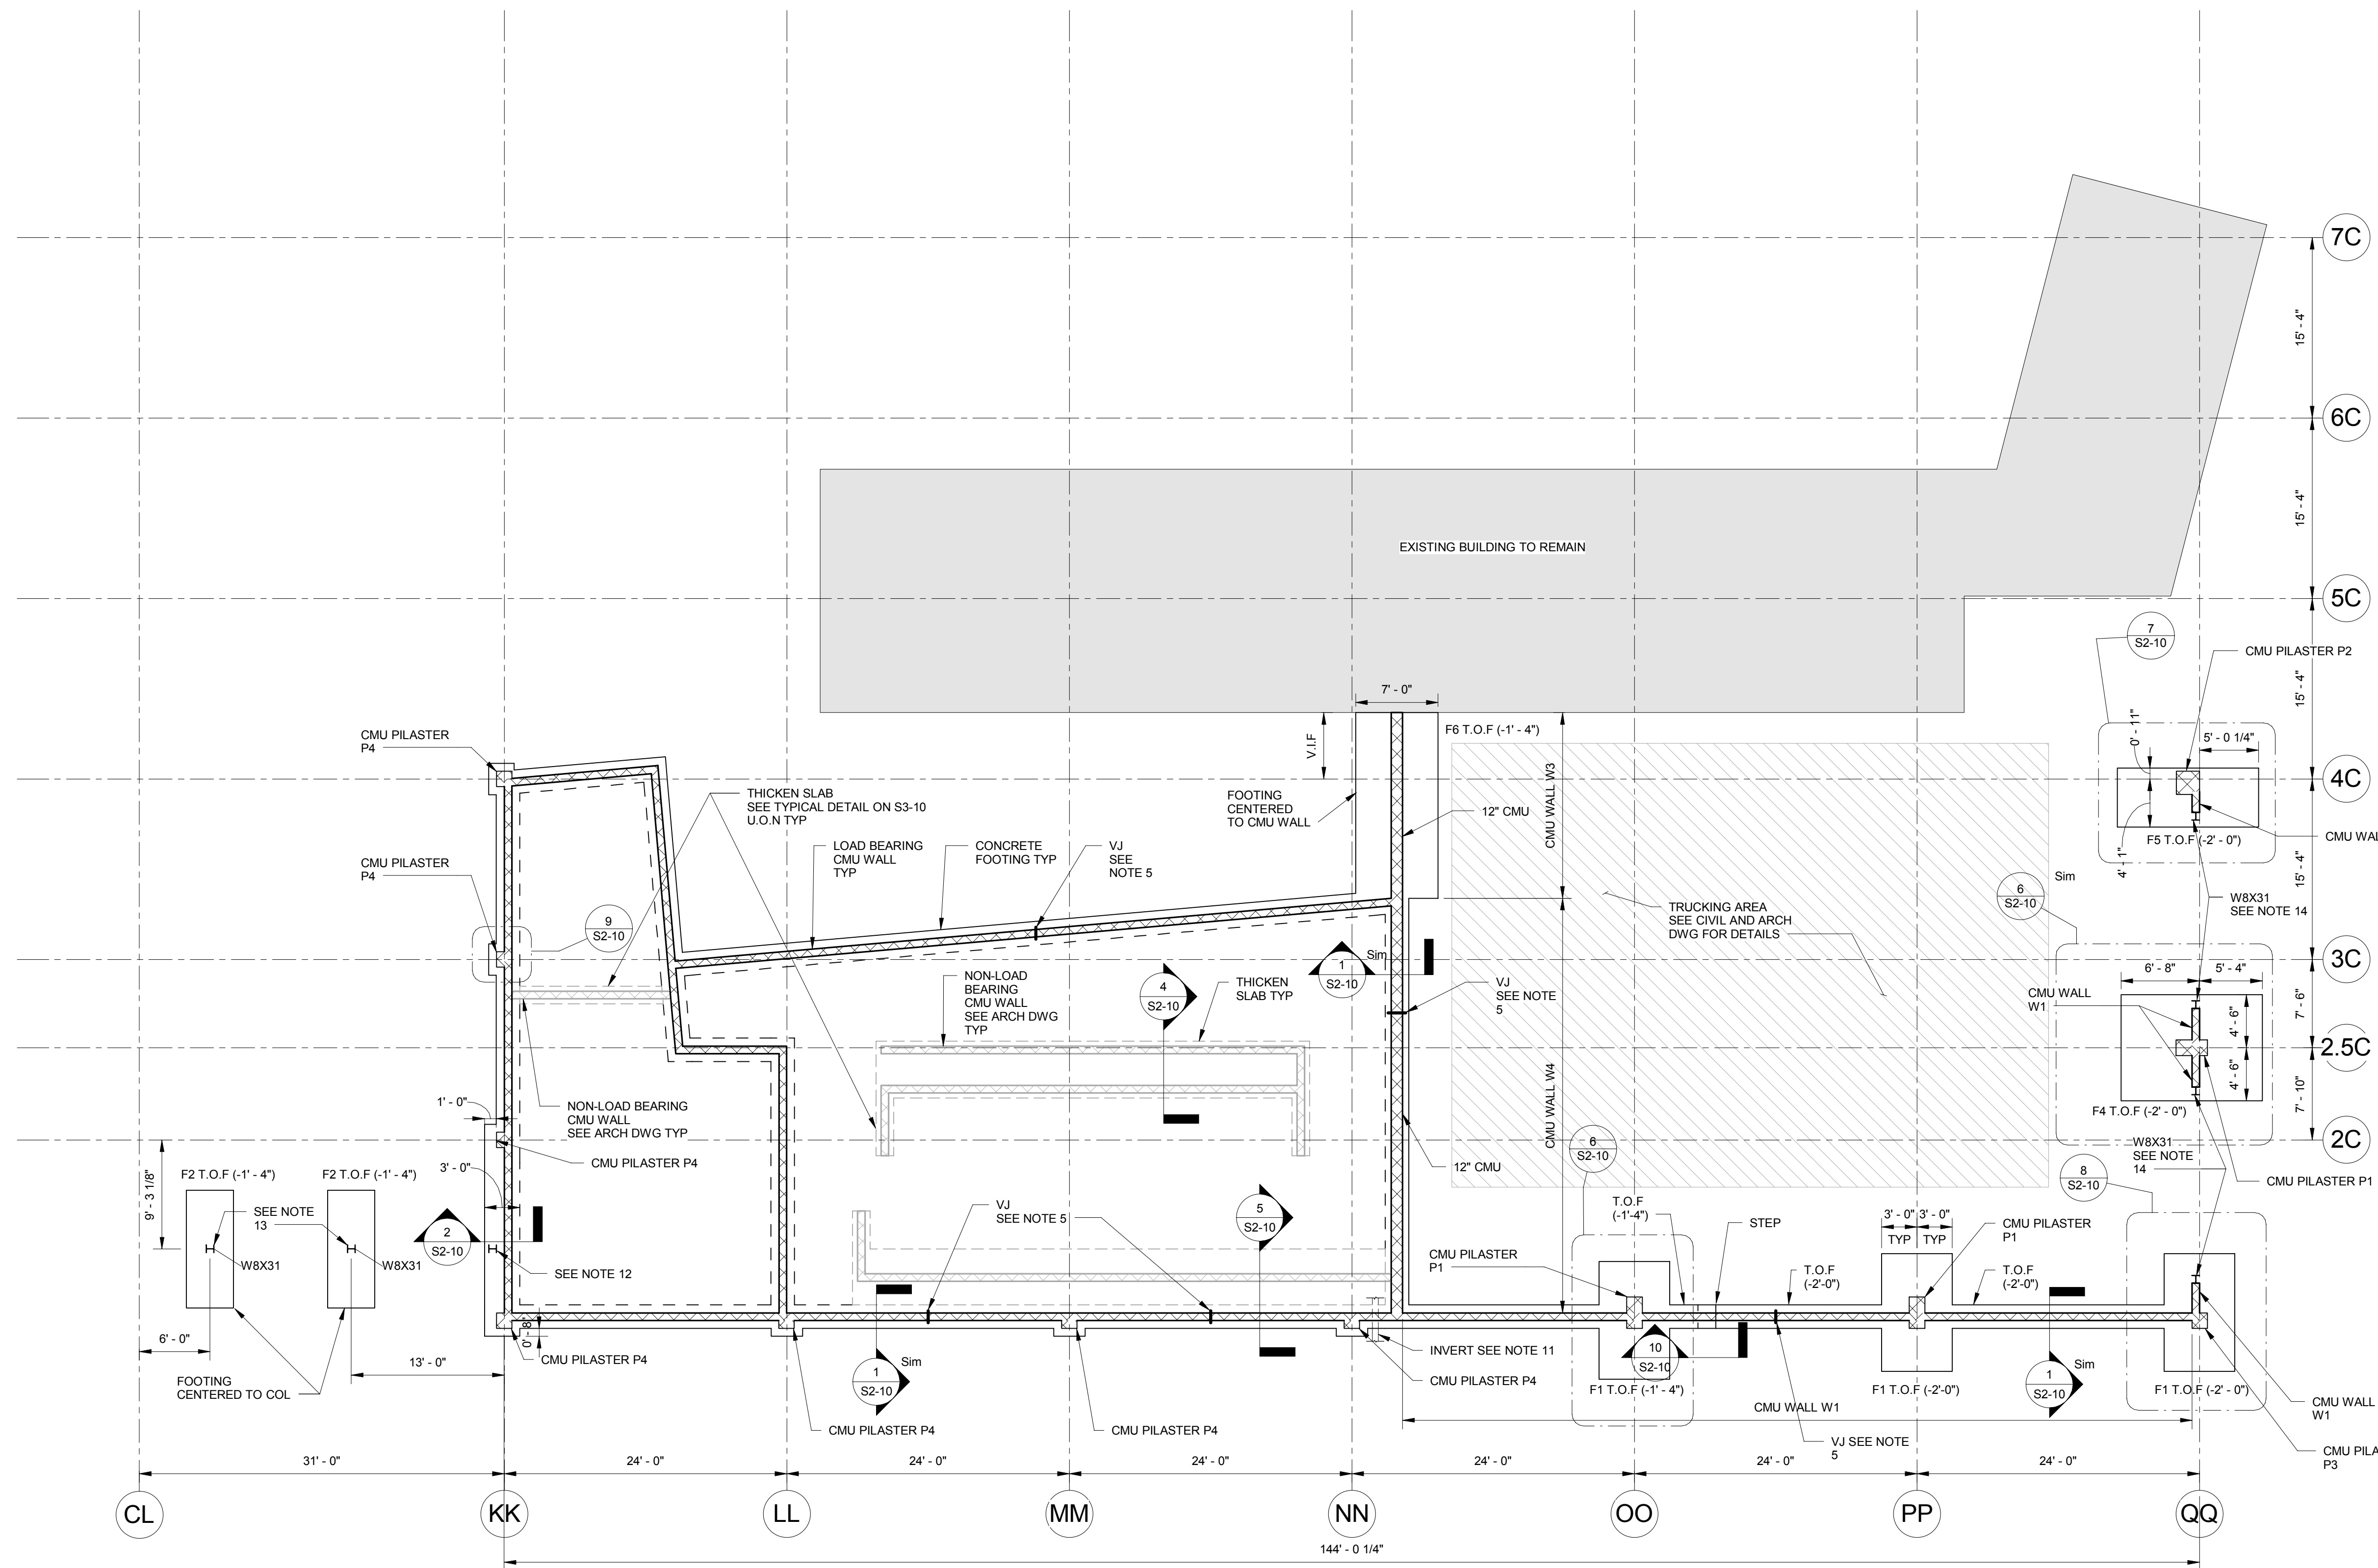 7C
15' - 4"
6C
15' - 4"
EXISTING BUILDING TO REMAIN
5C
7
S2-10
CMU PILASTER P2
15' - 4"
7' - 0"
F6 T.O.F (-1' - 4")
V.I.F
0' - 11"
5' - 0 1/4"
CMU PILASTER
P4
4C
THICKEN SLAB
SEE TYPICAL DETAIL ON S3-10
U.O.N TYP
FOOTING
CENTERED
TO CMU WALL
12" CMU
CMU WALL W3
4' - 1"
F5 T.O.F (-2' - 0")
CMU WAL
LOAD BEARING
CMU WALL
TYP
CONCRETE
FOOTING TYP
VJ
SEE
NOTE 5
CMU PILASTER
P4
15' - 4"
6
S2-10
Sim
W8X31
SEE NOTE 14
TRUCKING AREA
SEE CIVIL AND ARCH
DWG FOR DETAILS
9
S2-10
1
S2-10
Sim
3C
6' - 8"
5' - 4"
NON-LOAD
BEARING
CMU WALL
SEE ARCH DWG
TYP
4
S2-10
THICKEN
SLAB TYP
VJ
SEE NOTE
5
CMU WALL
W1
7' - 6"
4' - 6"
2.5C
4' - 6"
7' - 10"
F4 T.O.F (-2' - 0")
1' - 0"
NON-LOAD BEARING
CMU WALL
SEE ARCH DWG TYP
CMU WALL W4
6
S2-10
2C
W8X31
SEE NOTE
14
CMU PILASTER P4
3' - 0"
12" CMU
8
S2-10
CMU PILASTER P1
F2 T.O.F (-1' - 4")
F2 T.O.F (-1' - 4")
9' - 3 1/8"
SEE NOTE
13
W8X31
W8X31
2
S2-10
SEE NOTE 12
VJ
SEE NOTE 5
5
S2-10
T.O.F
(-1'-4")
STEP
3' - 0"
TYP
3' - 0"
TYP
CMU PILASTER
P1
CMU PILASTER
P1
T.O.F
(-2'-0")
T.O.F
(-2'-0")
6' - 0"
13' - 0"
0' - 8"
CMU PILASTER P4
FOOTING
CENTERED TO COL
1
S2-10
Sim
INVERT SEE NOTE 11
CMU PILASTER P4
10
S2-10
F1 T.O.F (-1' - 4")
F1 T.O.F (-2'-0")
1
S2-10
Sim
F1 T.O.F (-2' - 0")
CMU WALL W1
CMU WALL
W1
CMU PILASTER P4
CMU PILASTER P4
VJ SEE NOTE
5
CMU PILA
P3
31' - 0"
24' - 0"
24' - 0"
24' - 0"
24' - 0"
24' - 0"
24' - 0"
CL
KK
LL
MM
NN
OO
PP
QQ
144' - 0 1/4"